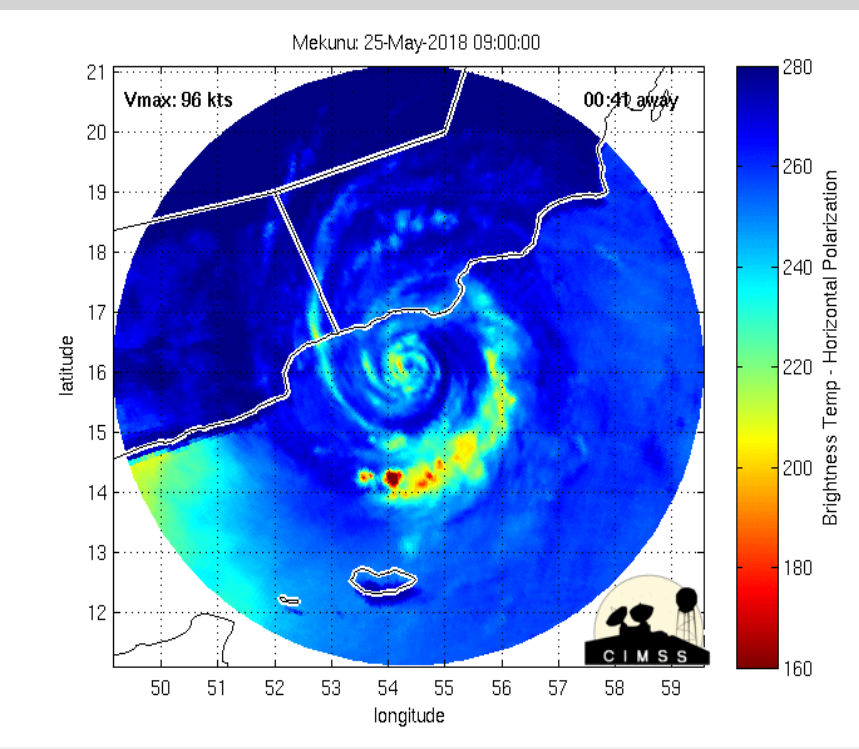 Mekunu: 25-May-2018 09:00:00
Vmax: 96 kts
00:41 away
21
20
19
18
17
16
15
14
13
12
latitude
50 51 52 53 54 55 56 57 58 59
longitude
280
260
240
220
200
180
160
Brightness Temp - Horizontal Polarization
CIMSS